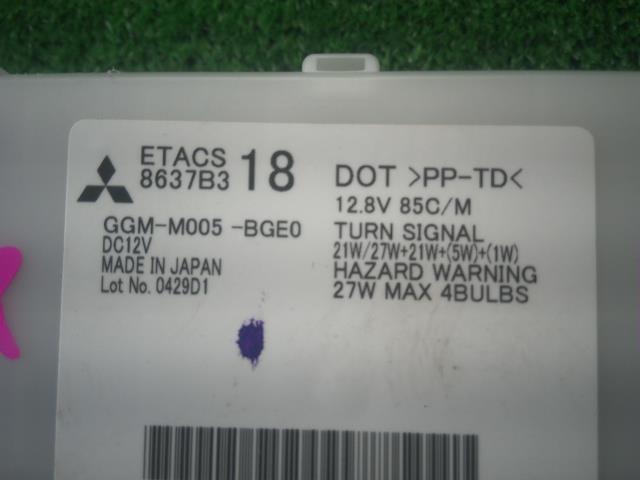 ETACS
8637B3 18
GGM-M005 -BGE0
DC12V
MADE IN JAPAN
Lot No. 0429D1
DOT >PP-TD<
12.8V 85C/M
TURN SIGNAL
21W/27W+21W+(5W)+(1W)
HAZARD WARNING
27W MAX 4BULBS